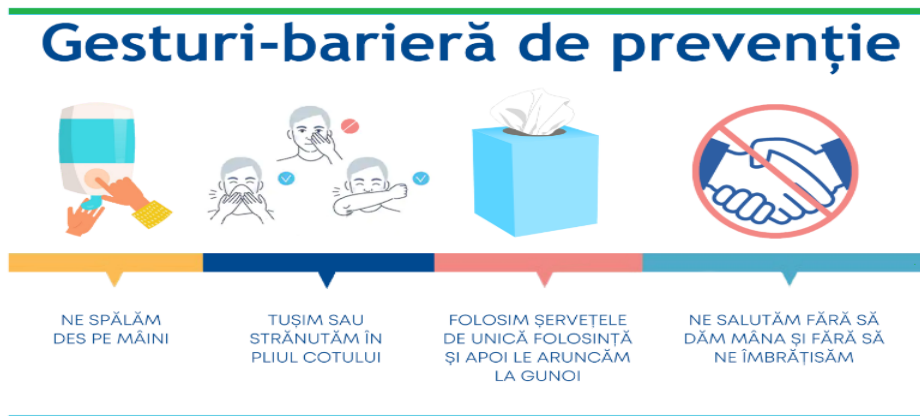 Gesturi-barieră de prevenție
NE SPĂLĂM
DES PE MÂINI
TUȘIM SAU
STRĂNUTĂM ÎN
PLIUL COTULUI
FOLOSIM ȘERVEȚELE
DE UNICĂ FOLOSINȚĂ
ȘI APOI LE ARUNCĂM
LA GUNOI
NE SALUTĂM FĂRĂ SĂ
DĂM MÂNA ȘI FĂRĂ SĂ
NE ÎMBRĂȚISĂM